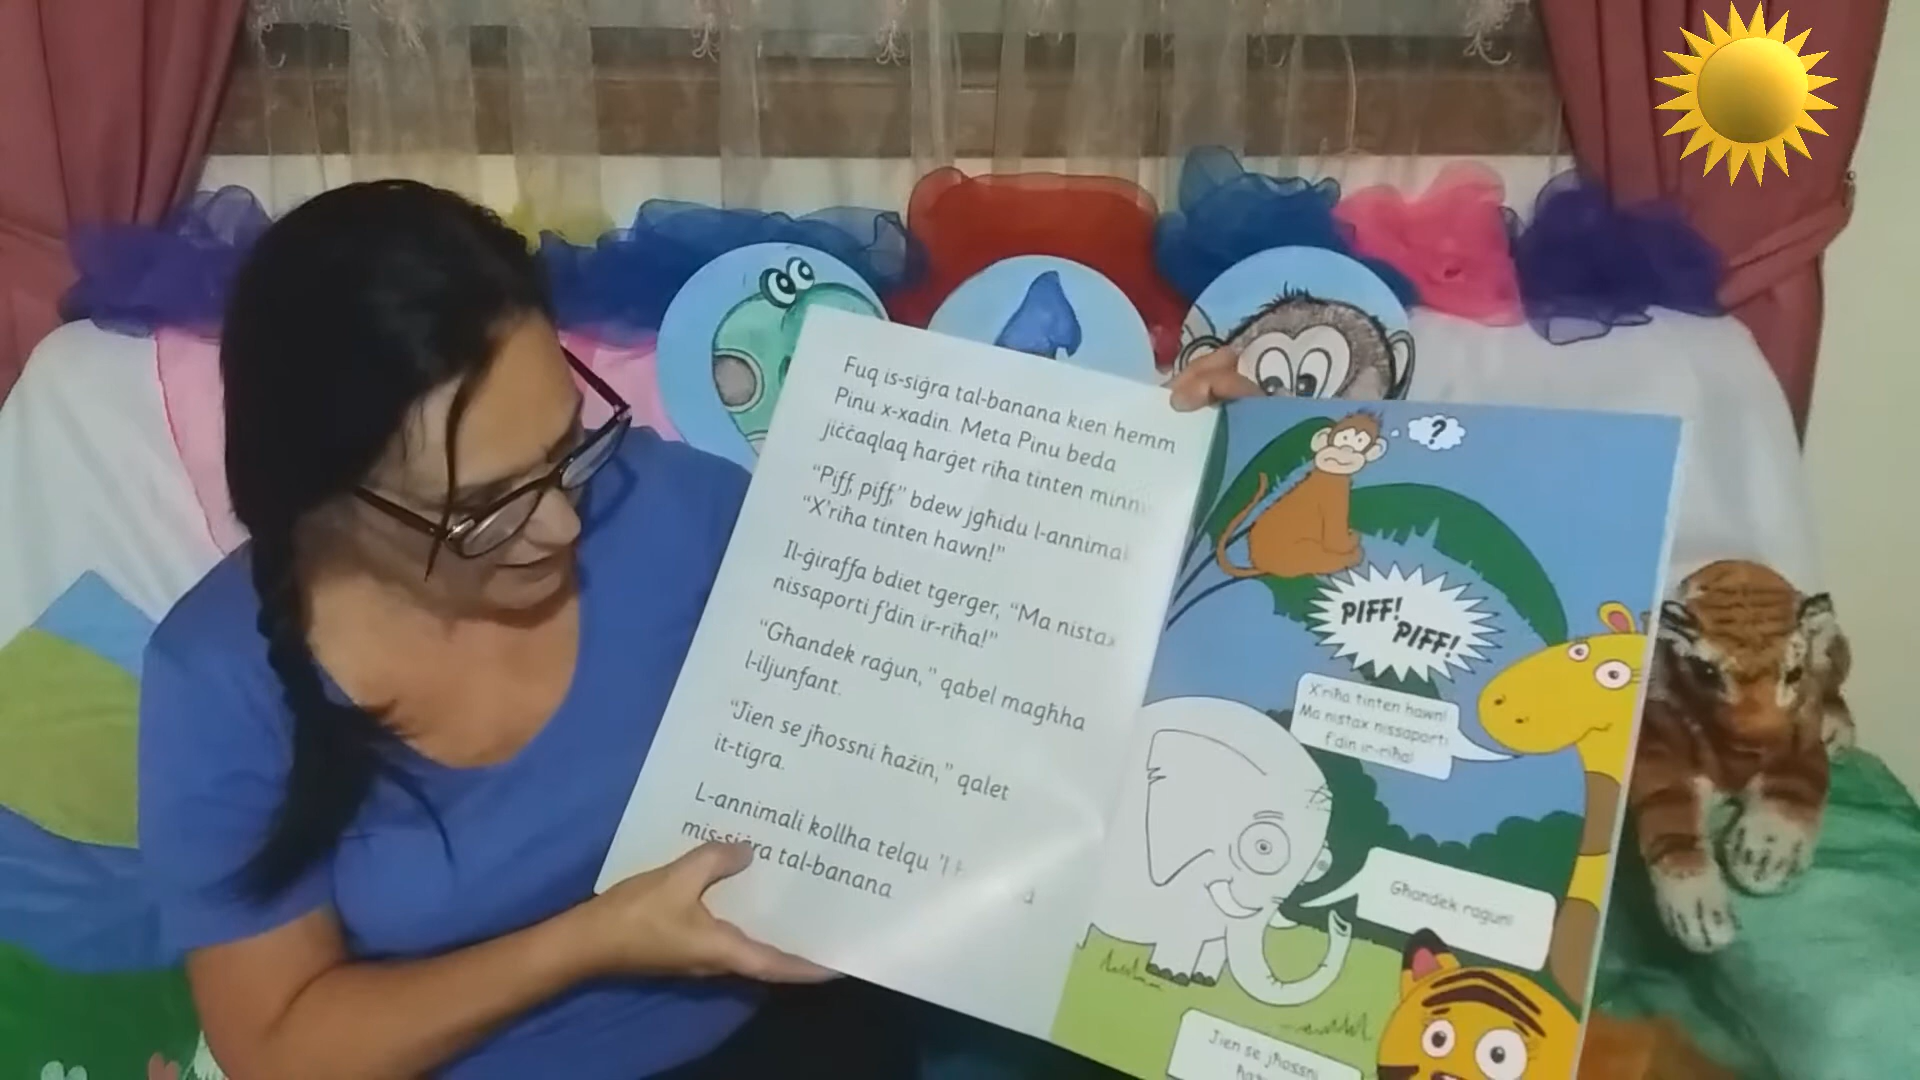 Fuq is-siġra tal-banana kien hemm
Pinu x-xadin. Meta Pinu beda
jiċċaqlaq ħarġet riħa tinten
“Piff, piff,” bdew jgħidu
“X’riħa tinten hawn!”
Il-ġiraffa bdiet tgerger, “Ma nistax
nissaporti f’din ir-riħa!”
“Għandek raġun,” qabel magħha
l-iljunfant.
“Jien se jħossni ħażin,” qalet
it-tigra.
L-annimali kollha telqu
mis-siġra tal-banana
?
PIFF!
PIFF!
X'riħa tinten hawn!
Ma nistax nissaporti
f'din ir-riħa!
Għandek raġun!
Jien se jħossni